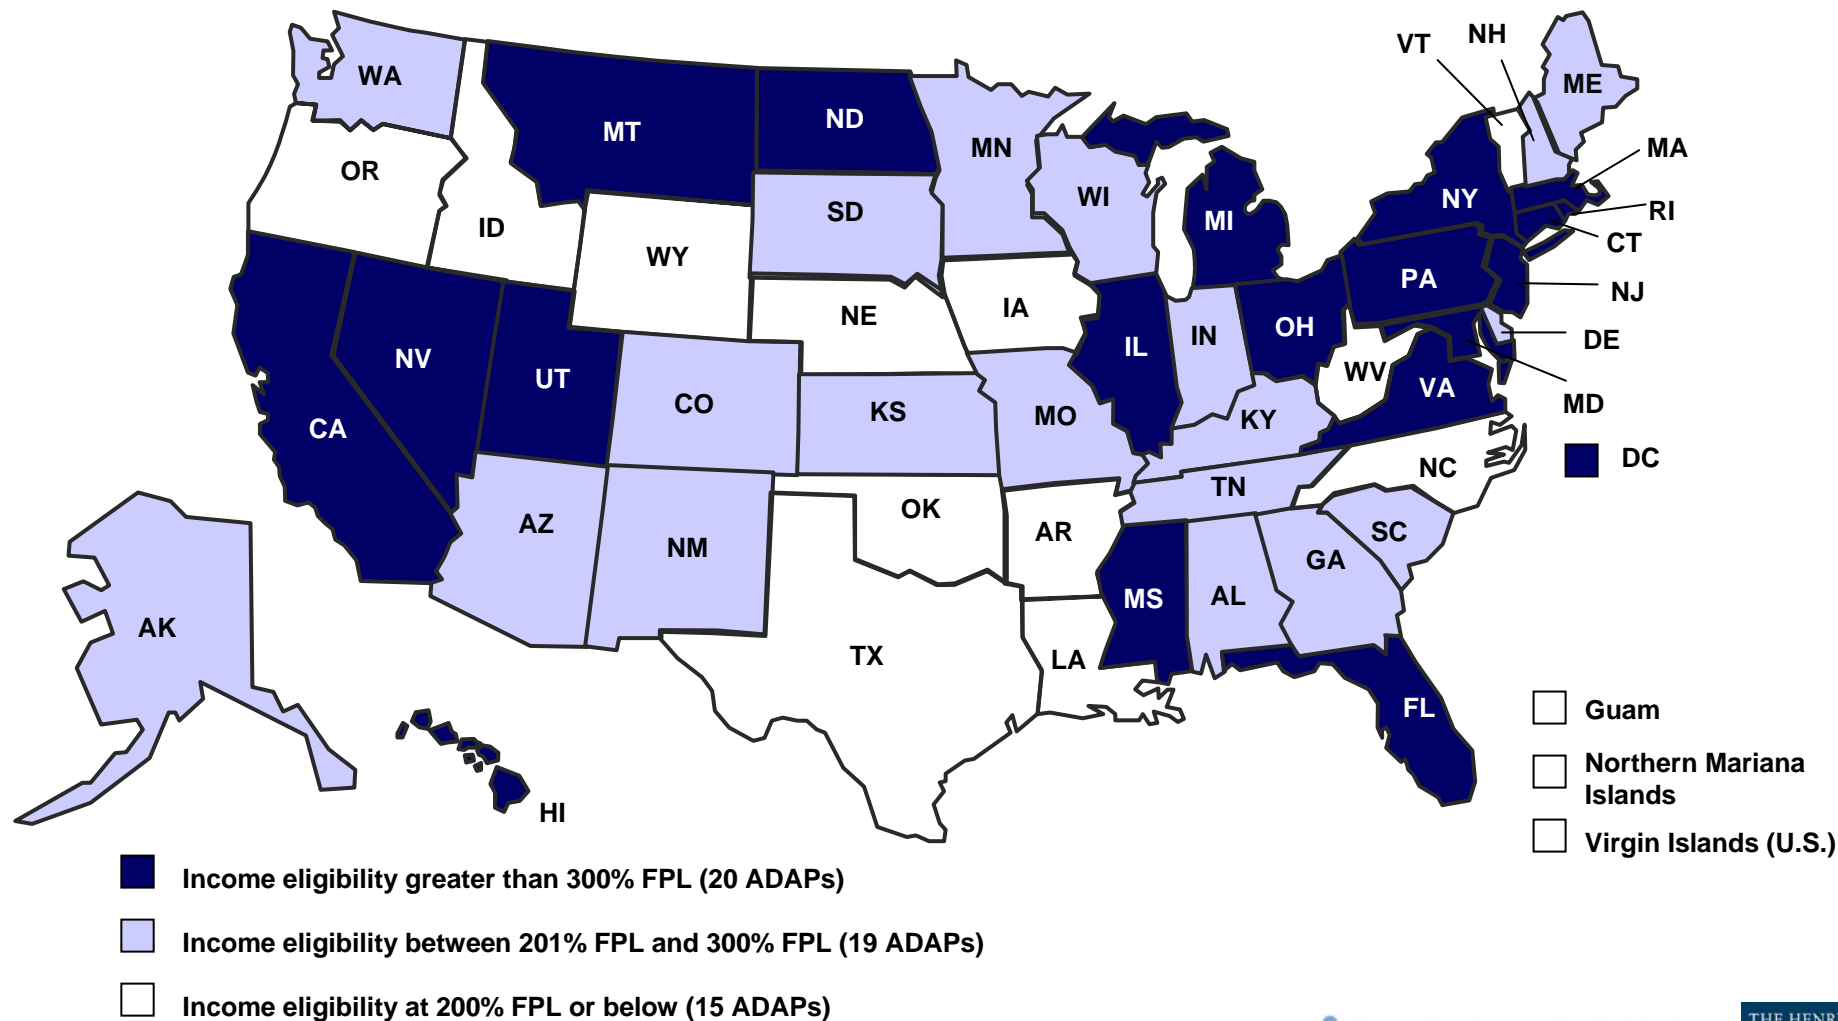 VT
NH
ME
WA
MT
ND
MN
MA
OR
ID
SD
WI
MI
NY
RI
CT
WY
PA
NJ
NE
IA
IN
OH
DE
IL
NV
UT
WV
VA
MD
CO
KS
MO
KY
CA
DC
NC
TN
AZ
NM
OK
AR
SC
GA
MS
AL
AK
TX
LA
FL
Guam
Northern Mariana
Islands
HI
Virgin Islands (U.S.)
Income eligibility greater than 300% FPL (20 ADAPs)
Income eligibility between 201% FPL and 300% FPL (19 ADAPs)
Income eligibility at 200% FPL or below (15 ADAPs)
THE HENR